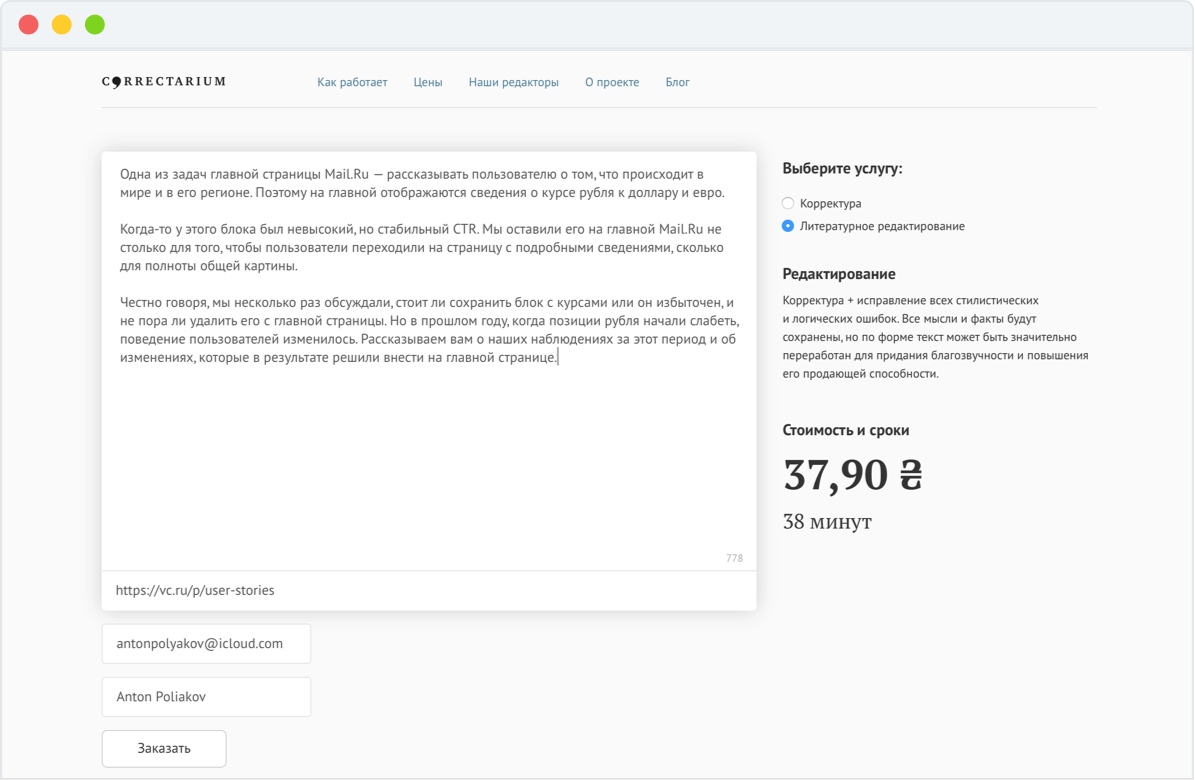 CORRECTARIUM
Как работает
Цены
Наши редакторы
О проекте
Блог
Одна из задач главной страницы Mail.Ru — рассказывать пользователю о том, что происходит в
мире и в его регионе. Поэтому на главной отображаются сведения о курсе рубля к доллару и евро.
Когда-то у этого блока был невысокий, но стабильный CTR. Мы оставили его на главной Mail.Ru не
столько для того, чтобы пользователи переходили на страницу с подробными сведениями, сколько
для полноты общей картины.
Честно говоря, мы несколько раз обсуждали, стоит ли сохранить блок с курсами или он избыточен, и
не пора ли удалить его с главной страницы. Но в прошлом году, когда позиции рубля начали слабеть,
поведение пользователей изменилось. Рассказываем вам о наших наблюдениях за этот период и об
изменениях, которые в результате решили внести на главной странице.
778
https://vc.ru/p/user-stories
antonpolyakov@icloud.com
Anton Poliakov
Заказать
Выберите услугу:
Корректура
Литературное редактирование
Редактирование
Корректура + исправление всех стилистических
и логических ошибок. Все мысли и факты будут
сохранены, но по форме текст может быть значительно
переработан для придания благозвучности и повышения
его продающей способности.
Стоимость и сроки
37,90 ₴
38 минут